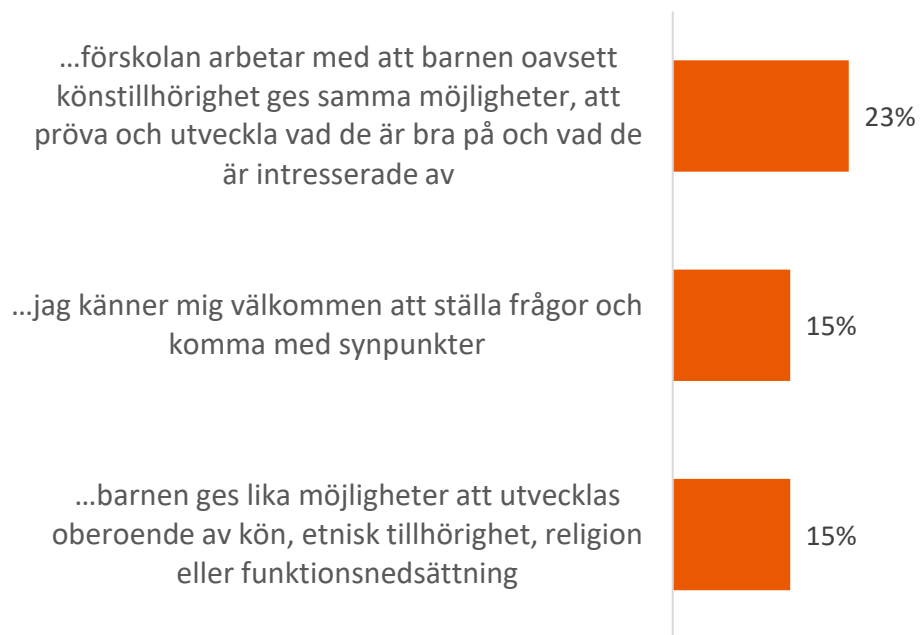 ...förskolan arbetar med att barnen oavsett
könstillhörighet ges samma möjligheter, att
pröva och utveckla vad de är bra på och vad de
är intresserade av
23%
...jag känner mig välkommen att ställa frågor och
komma med synpunkter
15%
...barnen ges lika möjligheter att utvecklas
oberoende av kön, etnisk tillhörighet, religion
eller funktionsnedsättning
15%